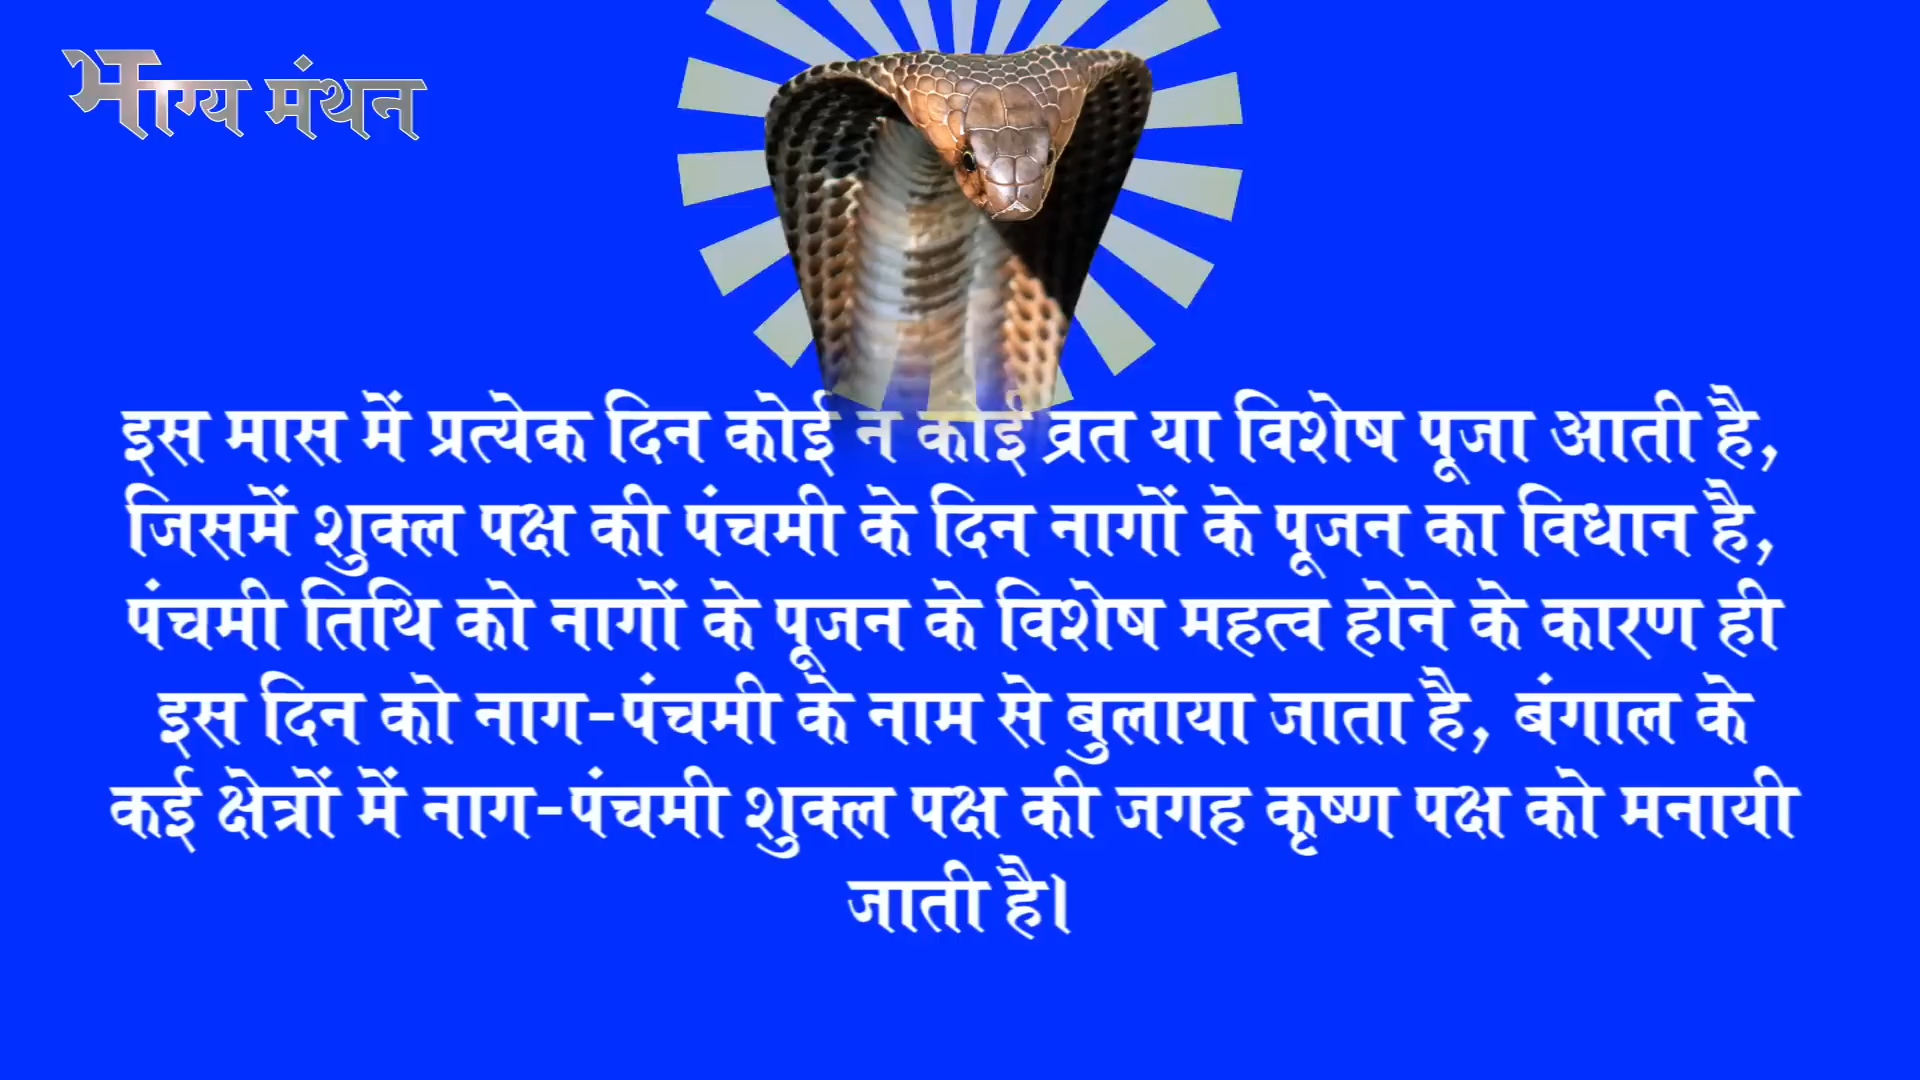 भाग्य मंथन
इस मास में प्रत्येक दिन कोई न कोई व्रत या विशेष पूजा आती है,
जिसमें शुक्ल पक्ष की पंचमी के दिन नागों के पूजन का विधान है,
पंचमी तिथि को नागों के पूजन के विशेष महत्व होने के कारण ही
इस दिन को नाग-पंचमी के नाम से बुलाया जाता है, बंगाल के
कई क्षेत्रों में नाग-पंचमी शुक्ल पक्ष की जगह कृष्ण पक्ष को मनायी
जाती है।